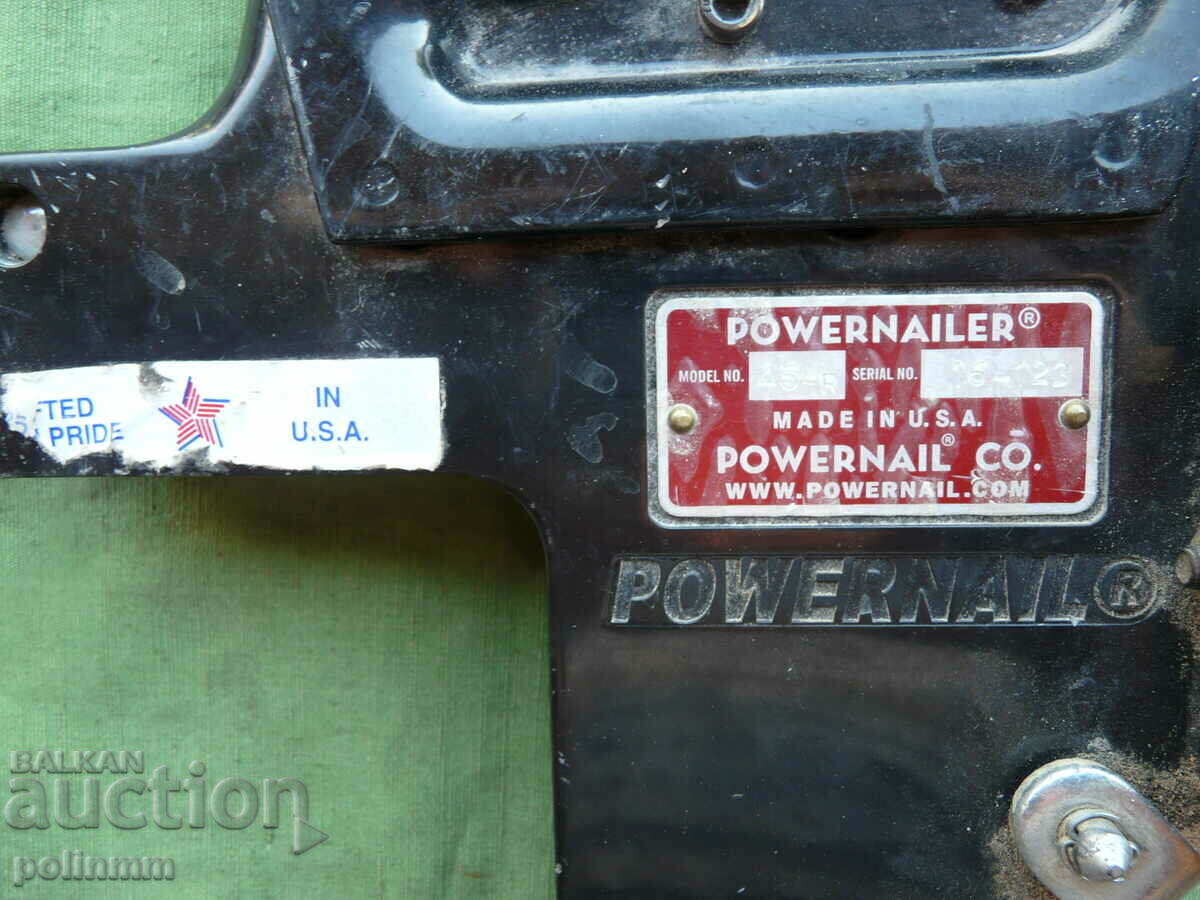 POWERNAILER®
MODEL NO. 45-R SERIAL NO.
MADE IN U.S.A.
POWERNAIL® CO.
WWW.POWERNAIL.COM
POWERNAIL®
TED
PRIDE
IN
U.S.A.
BALKAN
auction
polinmm